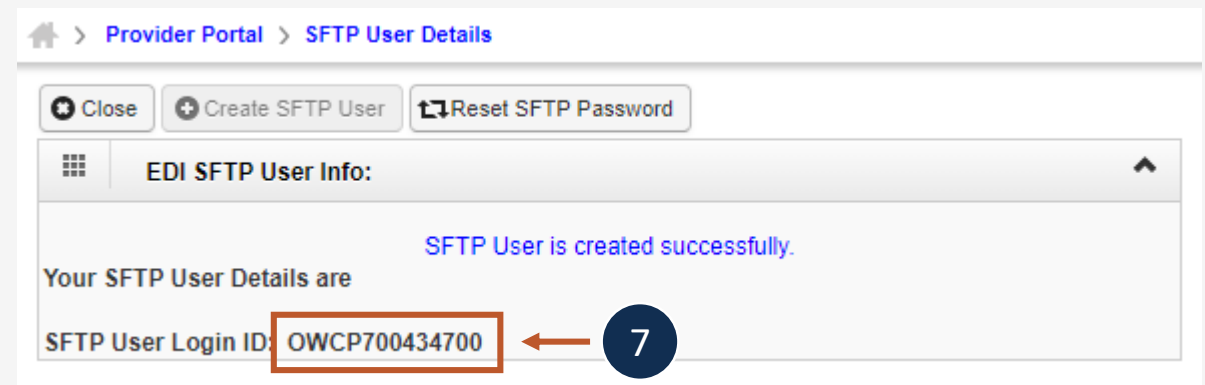 > Provider Portal > SFTP User Details
Close Create SFTP User Reset SFTP Password
EDI SFTP User Info:
SFTP User is created successfully.
Your SFTP User Details are
SFTP User Login ID: OWCP700434700 7